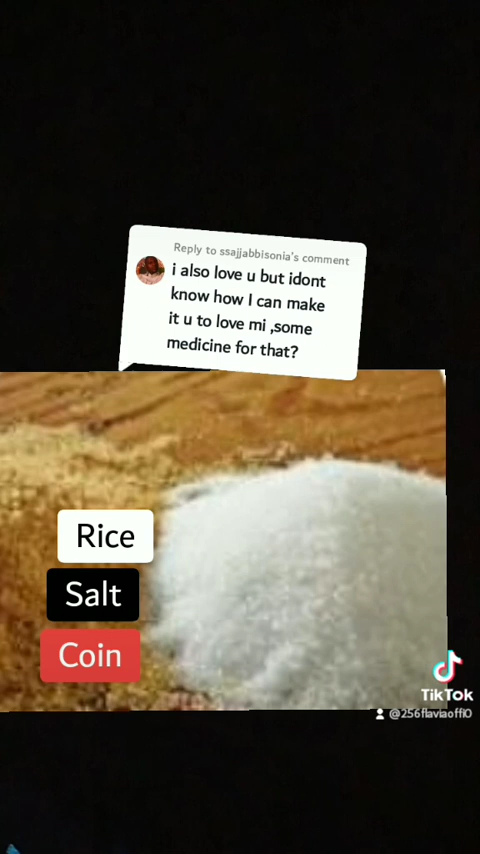 Reply to ssajjabbisonia's comment
i also love u but idont
know how I can make
it u to love mi ,some
medicine for that?
Rice
Salt
Coin
TikTok
@256flaviaoffi0